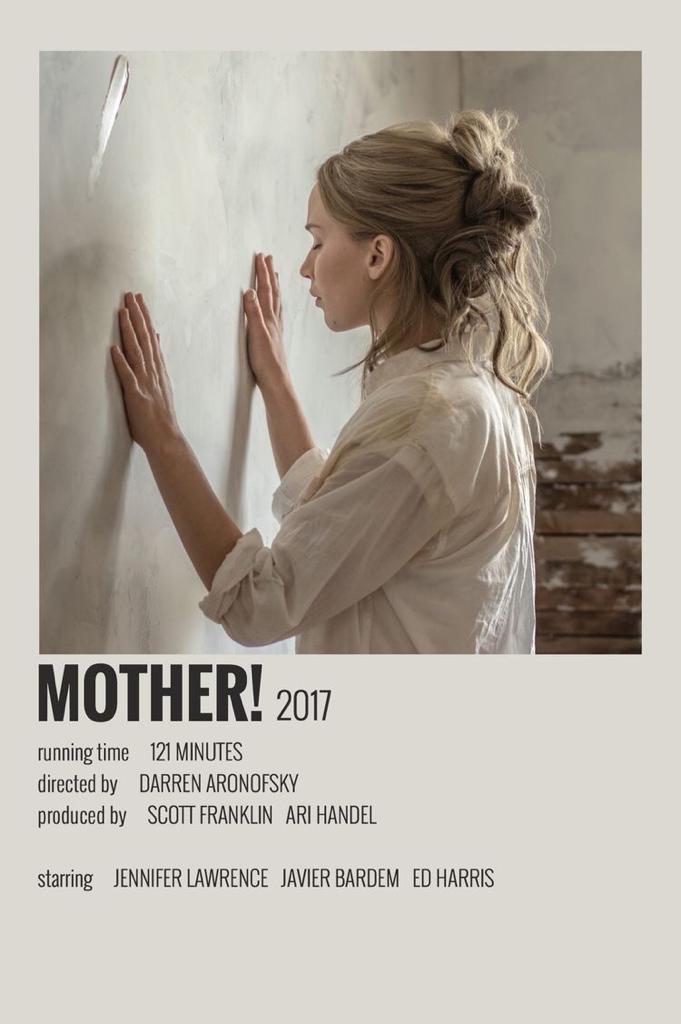 MOTHER! 2017
running time 121 MINUTES
directed by DARREN ARONOFSKY
produced by SCOTT FRANKLIN ARI HANDEL
starring JENNIFER LAWRENCE JAVIER BARDEM ED HARRIS